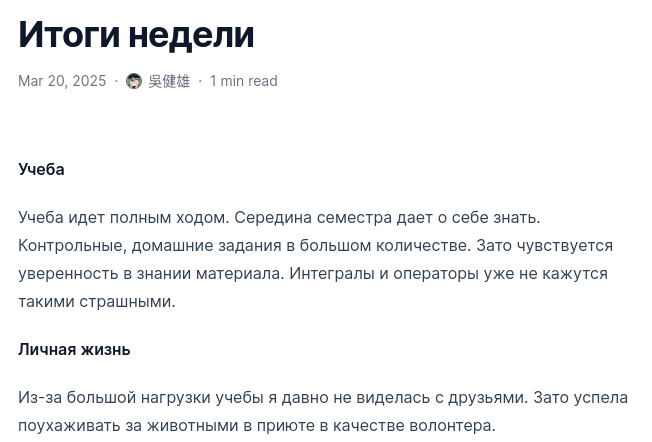 Итоги недели
Mar 20, 2025 · 吳健雄 · 1 min read
Учеба
Учеба идет полным ходом. Середина семестра дает о себе знать.
Контрольные, домашние задания в большом количестве. Зато чувствуется
уверенность в знании материала. Интегралы и операторы уже не кажутся
такими страшными.
Личная жизнь
Из-за большой нагрузки учебы я давно не виделась с друзьями. Зато успела
поухаживать за животными в приюте в качестве волонтера.